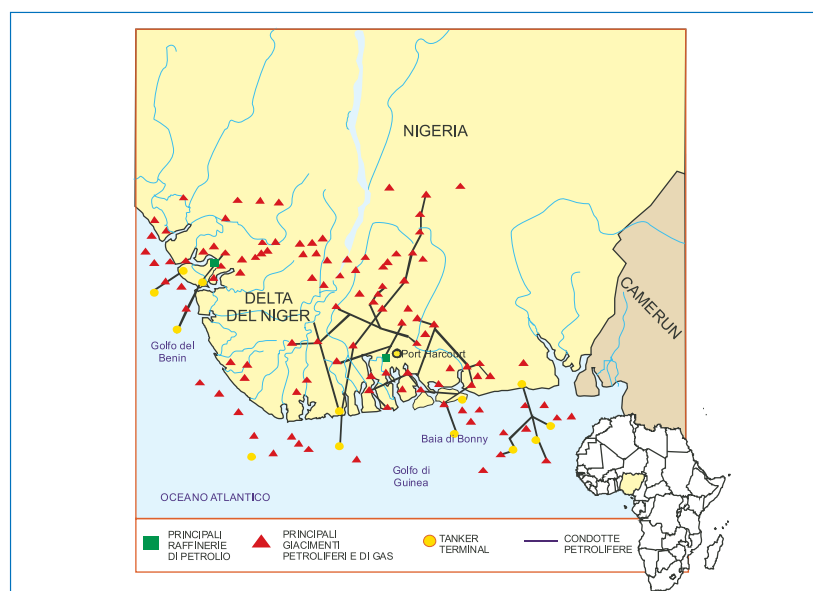 NIGERIA
CAMERUN
DELTA
DEL NIGER
Golfo del
Benin
Port Harcourt
Baia di Bonny
Golfo di
Guinea
OCEANO ATLANTICO
PRINCIPALI
RAFFINERIE
DI PETROLIO
PRINCIPALI
GIACIMENTI
PETROLIFERI E DI GAS
TANKER
TERMINAL
CONDOTTE
PETROLIFERE